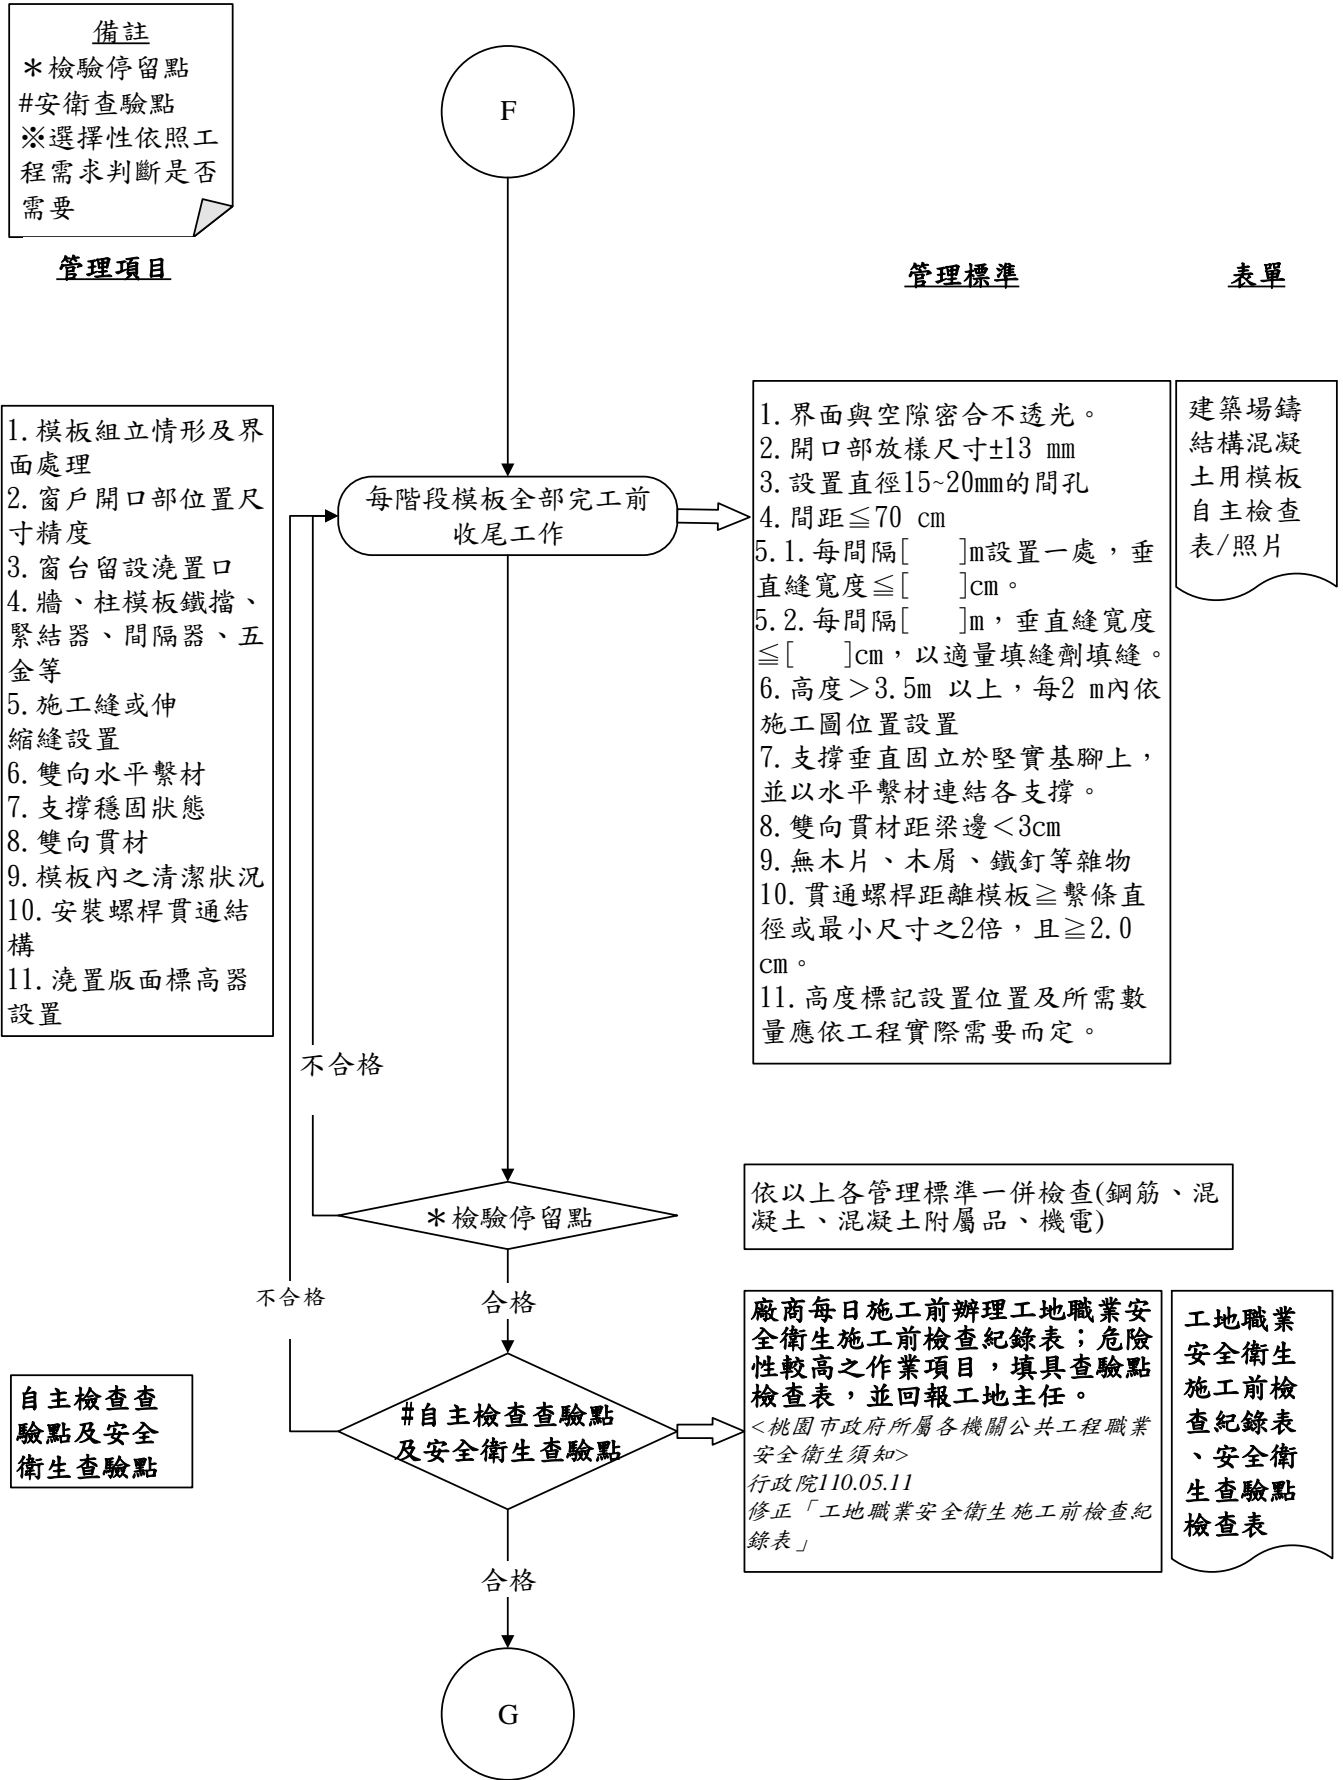 備註
＊檢驗停留點
#安衛查驗點
※選擇性依照工
程需求判斷是否
需要
F
管理項目
管理標準
表單
1.模板組立情形及界
面處理
2.窗戶開口部位置尺
寸精度
3.窗台留設澆置口
4.牆、柱模板鐵擋、
緊結器、間隔器、五
金等
5.施工縫或伸
縮縫設置
6.雙向水平繫材
7.支撐穩固狀態
8.雙向貫材
9.模板內之清潔狀況
10.安裝螺桿貫通結
構
11.澆置版面標高器
設置
每階段模板全部完工前
收尾工作
1.界面與空隙密合不透光。
2.開口部放樣尺寸±13 mm
3.設置直徑15~20mm的間孔
4.間距≦70 cm
5.1.每間隔[　]m設置一處，垂
直縫寬度≦[　]cm。
5.2.每間隔[　]m，垂直縫寬度
≦[　]cm，以適量填縫劑填縫。
6.高度＞3.5m 以上，每2 m內依
施工圖位置設置
7.支撐垂直固立於堅實基腳上，
並以水平繫材連結各支撐。
8.雙向貫材距梁邊＜3cm
9.無木片、木屑、鐵釘等雜物
10.貫通螺桿距離模板≧繫條直
徑或最小尺寸之2倍，且≧2.0
cm。
11.高度標記設置位置及所需數
量應依工程實際需要而定。
建築場鑄
結構混凝
土用模板
自主檢查
表/照片
不合格
＊檢驗停留點
依以上各管理標準一併檢查(鋼筋、混
凝土、混凝土附屬品、機電)
不合格
合格
自主檢查查
驗點及安全
衛生查驗點
#自主檢查查驗點
及安全衛生查驗點
廠商每日施工前辦理工地職業安
全衛生施工前檢查紀錄表；危險
性較高之作業項目，填具查驗點
檢查表，並回報工地主任。
<桃園市政府所屬各機關公共工程職業
安全衛生須知>
行政院110.05.11
修正「工地職業安全衛生施工前檢查紀
錄表」
工地職業
安全衛生
施工前檢
查紀錄表
、安全衛
生查驗點
檢查表
合格
G